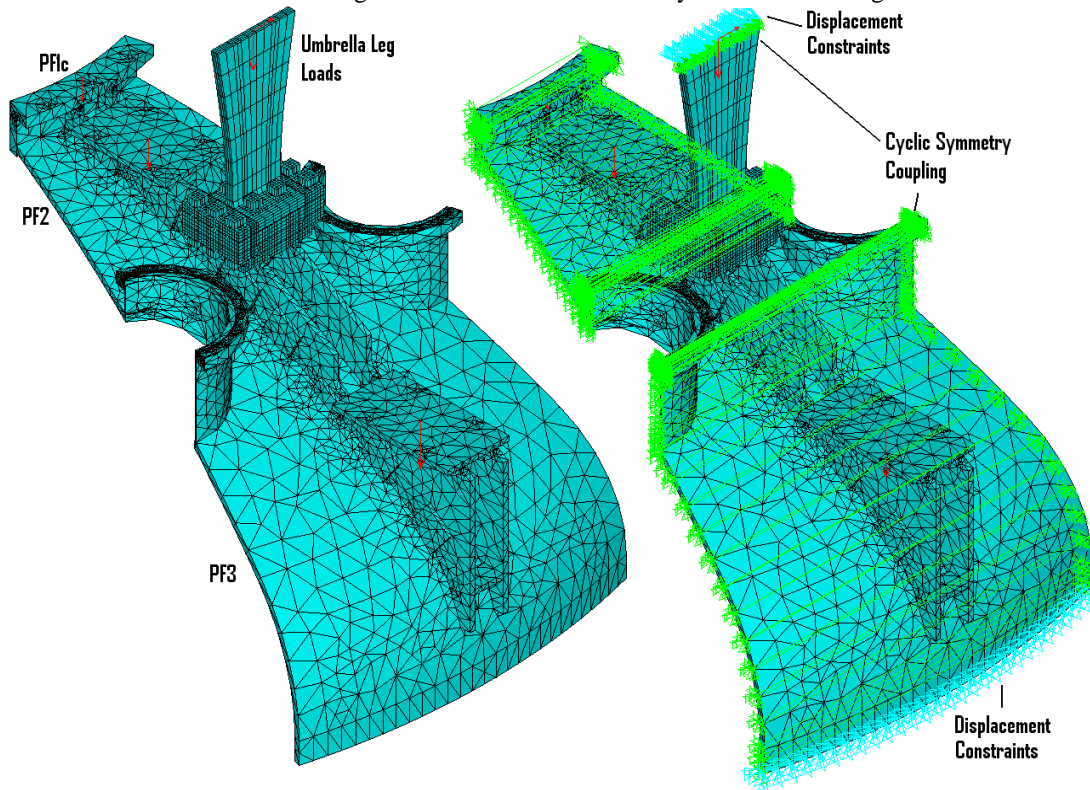 Umbrella Leg
Loads
PF1c
PF2
PF3
Displacement
Constraints
Cyclic Symmetry
Coupling
Displacement
Constraints